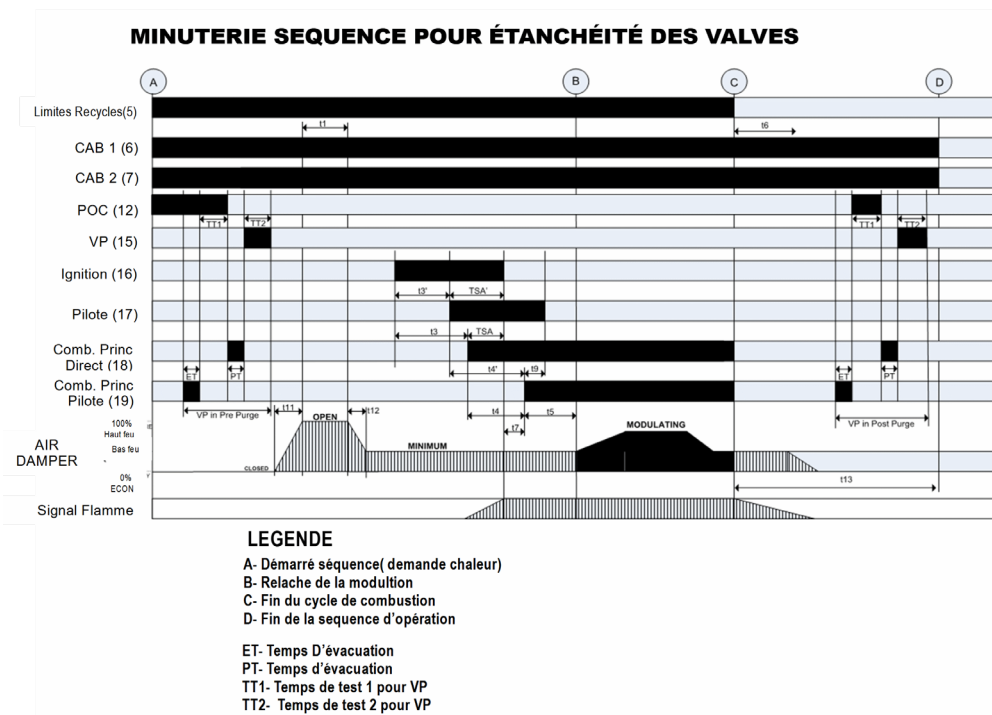 MINUTERIE SEQUENCE POUR ÉTANCHÉITÉ DES VALVES
A B C D
Limites Recycles(5)
t1 t6
CAB 1 (6)
CAB 2 (7)
POC (12)
TT1 TT2 TT1 TT2
VP (15)
Ignition (16)
t3' TSA'
Pilote (17)
t3 TSA
Comb. Princ
Direct (18)
ET PT t4' t9 ET PT
Comb. Princ
Pilote (19)
VP in Pre Purge t11 OPEN t12 t4 t5 VP in Post Purge
100%
Haut feu
t7 MODULATING
AIR
DAMPER
Bas feu
MINIMUM
CLOSED
0%
ECON
t13
Signal Flamme
LEGENDE
A- Démarré séquence( demande chaleur)
B- Relache de la modultion
C- Fin du cycle de combustion
D- Fin de la sequence d'opération
ET- Temps D'évacuation
PT- Temps d'évacuation
TT1- Temps de test 1 pour VP
TT2- Temps de test 2 pour VP